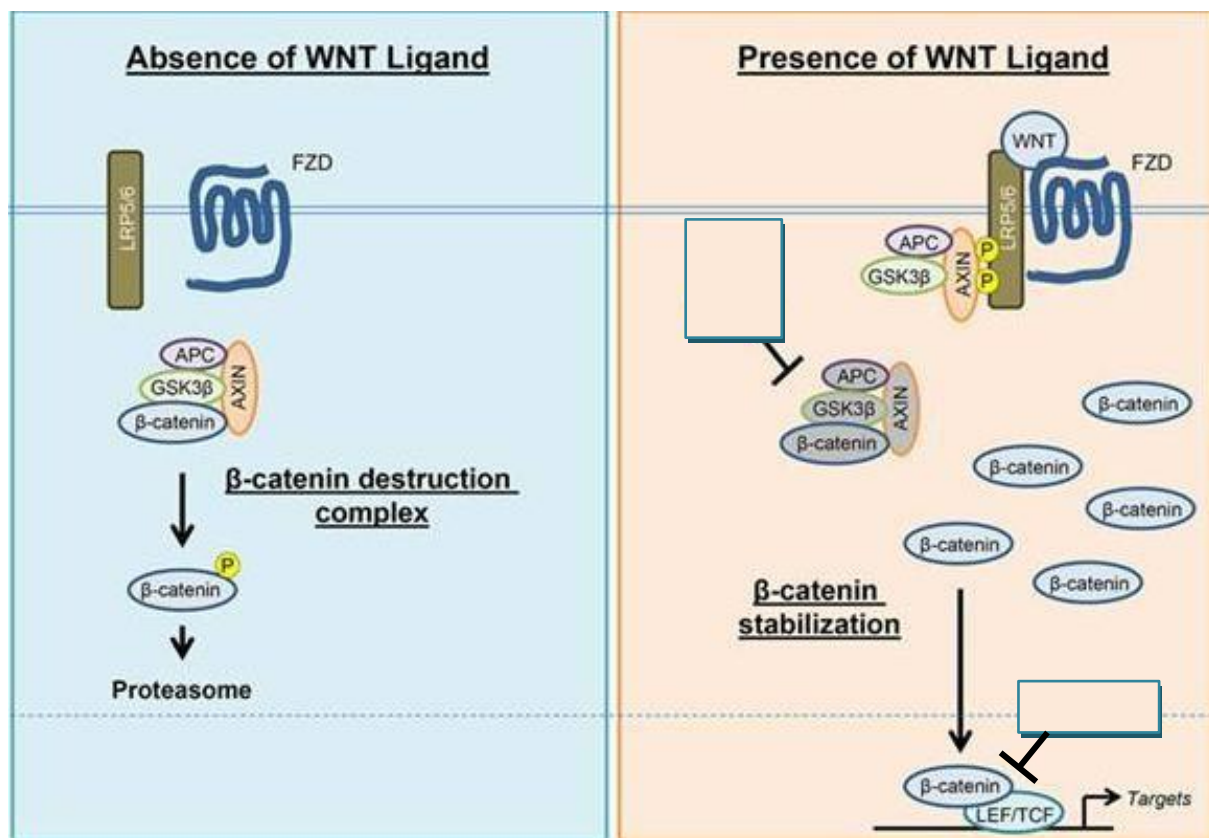 Absence of WNT Ligand
LRP5/6
FZD
APC
GSK3β
AXIN
β-catenin
β-catenin destruction
complex
P
β-catenin
Proteasome
Presence of WNT Ligand
WNT
FZD
LRP5/6
APC
GSK3β
AXIN
P
P
APC
GSK3β
AXIN
β-catenin
β-catenin
β-catenin
β-catenin
β-catenin
β-catenin
β-catenin
stabilization
β-catenin
LEF/TCF
Targets